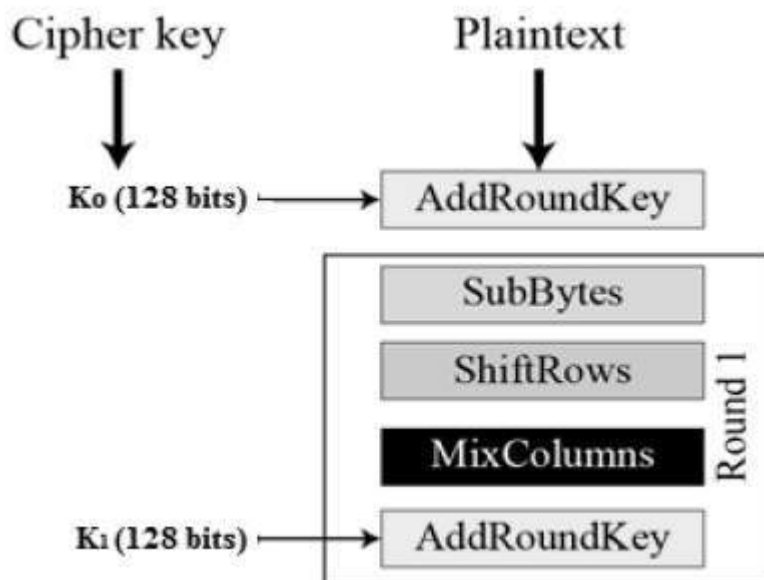 Cipher key
Plaintext
K0 (128 bits)
AddRoundKey
SubBytes
ShiftRows
MixColumns
Round 1
K1 (128 bits)
AddRoundKey